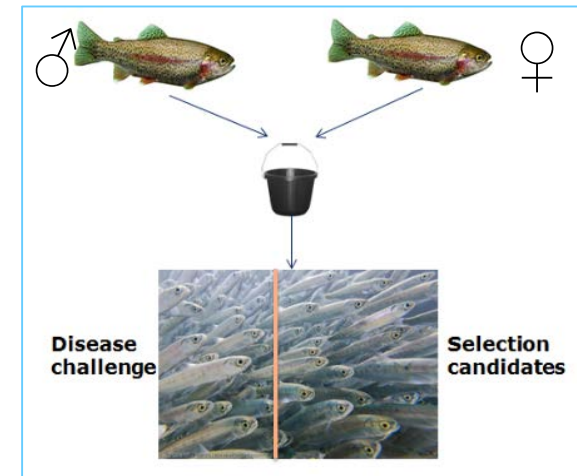 ♂
♀
Disease
challenge
Selection
candidates